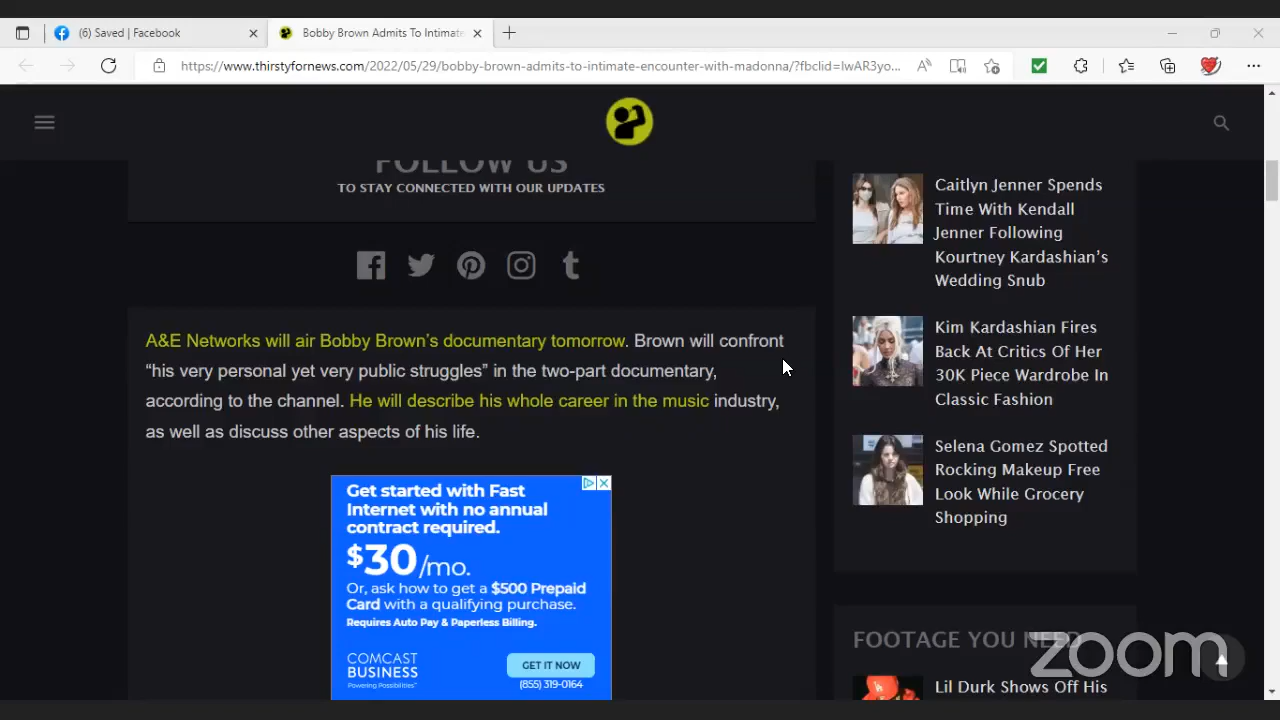 (6) Saved | Facebook
Bobby Brown Admits To Intimate
https://www.thirstyfornews.com/2022/05/29/bobby-brown-admits-to-intimate-encounter-with-madonna/?fbclid=IwAR3yo...
FOLLOW US
TO STAY CONNECTED WITH OUR UPDATES
A&E Networks will air Bobby Brown’s documentary tomorrow. Brown will confront
“his very personal yet very public struggles” in the two-part documentary,
according to the channel. He will describe his whole career in the music industry,
as well as discuss other aspects of his life.
Get started with Fast
Internet with no annual
contract required.
$30/mo.
Or, ask how to get a $500 Prepaid
Card with a qualifying purchase.
Requires Auto Pay & Paperless Billing.
COMCAST
BUSINESS
Powering Possibilities™
GET IT NOW
(855) 319-0164
Caitlyn Jenner Spends
Time With Kendall
Jenner Following
Kourtney Kardashian’s
Wedding Snub
Kim Kardashian Fires
Back At Critics Of Her
30K Piece Wardrobe In
Classic Fashion
Selena Gomez Spotted
Rocking Makeup Free
Look While Grocery
Shopping
FOOTAGE YOU NEED
zoom
Lil Durk Shows Off His